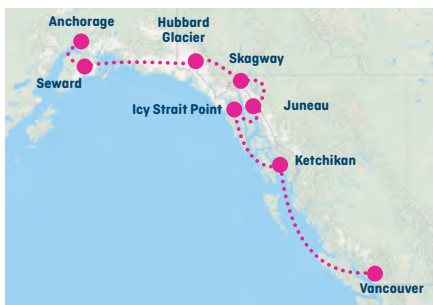 Anchorage
Hubbard
Glacier
Skagway
Seward
Icy Strait Point
Juneau
Ketchikan
Vancouver